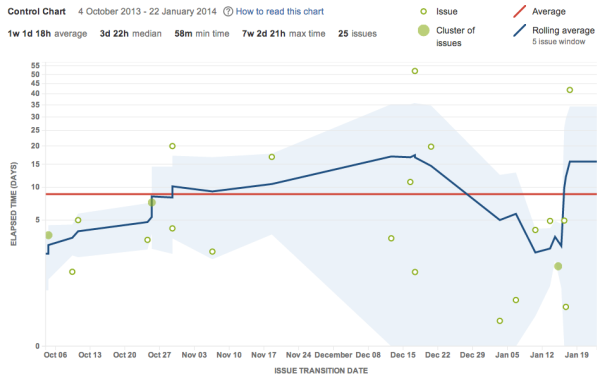 Control Chart 4 October 2013 - 22 January 2014 ? How to read this chart
1w 1d 18h average 3d 22h median 58m min time 7w 2d 21h max time 25 issues
Issue
Cluster of issues
Average
Rolling average
5 issue window
55
50
45
40
35
30
25
20
15
10
5
0
ELAPSED TIME (DAYS)
Oct 06 Oct 13 Oct 20 Oct 27 Nov 03 Nov 10 Nov 17 Nov 24 December Dec 08 Dec 15 Dec 22 Dec 29 Jan 05 Jan 12 Jan 19
ISSUE TRANSITION DATE